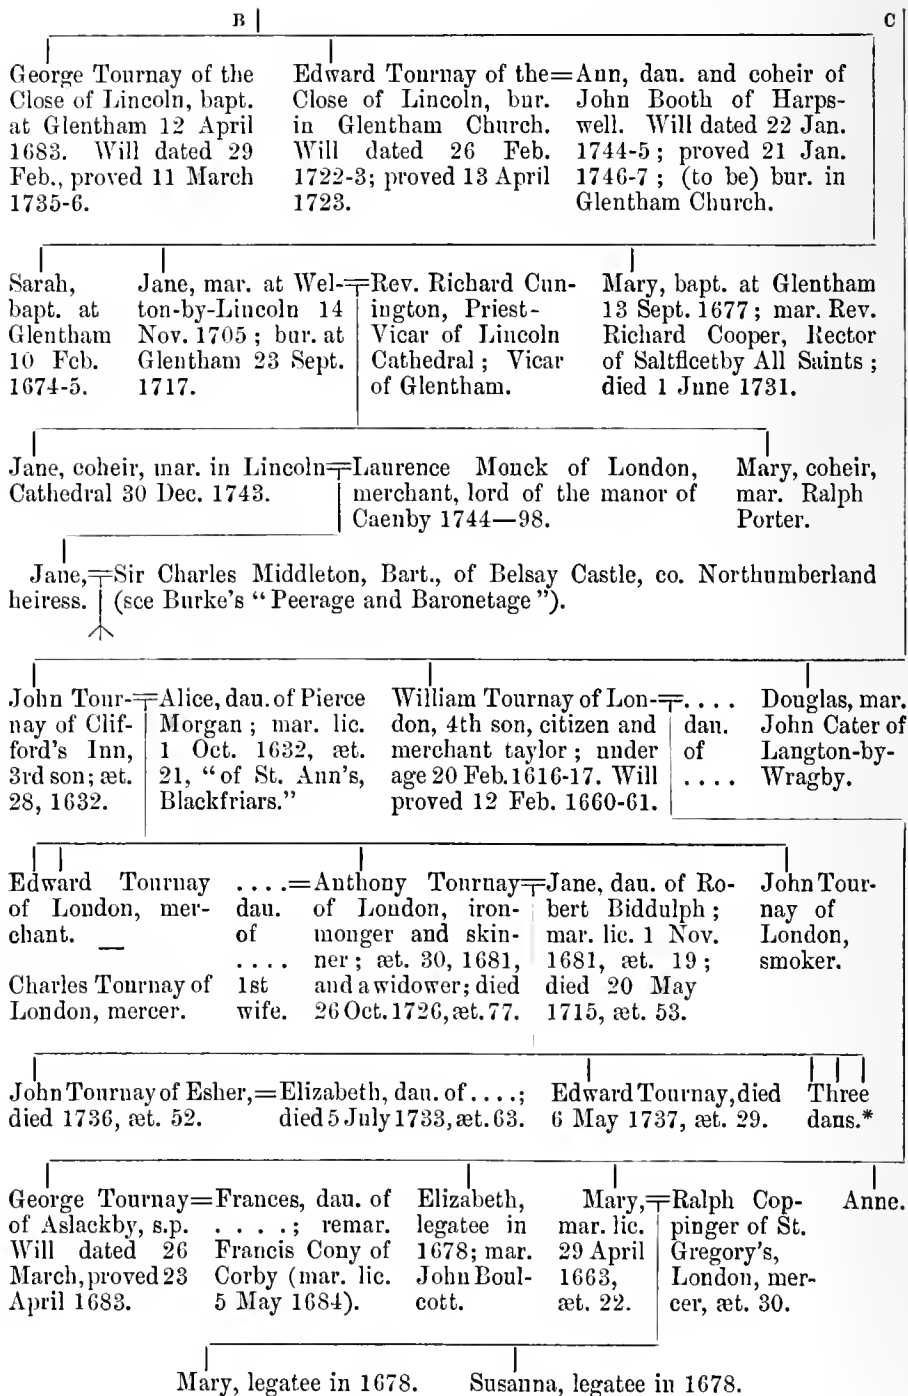 B C
George Tournay of the
Close of Lincoln, bapt.
at Glentham 12 April
1683. Will dated 29
Feb., proved 11 March
1735-6.
Edward Tournay of the=
Close of Lincoln, bur.
in Glentham Church.
Will dated 26 Feb.
1722-3; proved 13 April
1723.
Ann, dau. and coheir of
John Booth of Harps-
well. Will dated 22 Jan.
1744-5; proved 21 Jan.
1746-7; (to be) bur. in
Glentham Church.
Sarah,
bapt. at
Glentham
10 Feb.
1674-5.
Jane, mar. at Wel-=
ton-by-Lincoln 14
Nov. 1705; bur. at
Glentham 23 Sept.
1717.
Rev. Richard Cun-
ington, Priest-
Vicar of Lincoln
Cathedral; Vicar
of Glentham.
Mary, bapt. at Glentham
13 Sept. 1677; mar. Rev.
Richard Cooper, Rector
of Saltfleetby All Saints;
died 1 June 1731.
Jane, coheir, mar. in Lincoln=
Cathedral 30 Dec. 1743.
Laurence Monck of London,
merchant, lord of the manor of
Caenby 1744—98.
Mary, coheir,
mar. Ralph
Porter.
Jane,=Sir Charles Middleton, Bart., of Belsay Castle, co. Northumberland
heiress. (see Burke's "Peerage and Baronetage").
John Tour-=
nay of Clif-
ford's Inn,
3rd son; æt.
28, 1632.
Alice, dau. of Pierce
Morgan; mar. lic.
1 Oct. 1632, æt.
21, "of St. Ann's,
Blackfriars."
William Tournay of Lon-=
don, 4th son, citizen and
merchant taylor; under
age 20 Feb. 1616-17. Will
proved 12 Feb. 1660-61.
. . . .
dau.
of
. . . .
Douglas, mar.
John Cater of
Langton-by-
Wragby.
Edward Tournay
of London, mer-
chant.
Charles Tournay of
London, mercer.
. . . .=
dau.
of
. . . .
1st
wife.
Anthony Tournay=
of London, iron-
monger and skin-
ner; æt. 30, 1681,
and a widower; died
26 Oct. 1726, æt. 77.
Jane, dau. of Ro-
bert Biddulph;
mar. lic. 1 Nov.
1681, æt. 19;
died 20 May
1715, æt. 53.
John Tour-
nay of
London,
smoker.
John Tournay of Esher,=
died 1736, æt. 52.
Elizabeth, dau. of . . . .;
died 5 July 1733, æt. 63.
Edward Tournay, died
6 May 1737, æt. 29.
Three
daus.*
George Tournay=
of Aslackby, s.p.
Will dated 26
March, proved 23
April 1683.
Frances, dau. of
. . . .; remar.
Francis Cony of
Corby (mar. lic.
5 May 1684).
Elizabeth,
legatee in
1678; mar.
John Boul-
cott.
Mary,=
mar. lic.
29 April
1663,
æt. 22.
Ralph Cop-
pinger of St.
Gregory's,
London, mer-
cer, æt. 30.
Anne.
Mary, legatee in 1678.
Susanna, legatee in 1678.